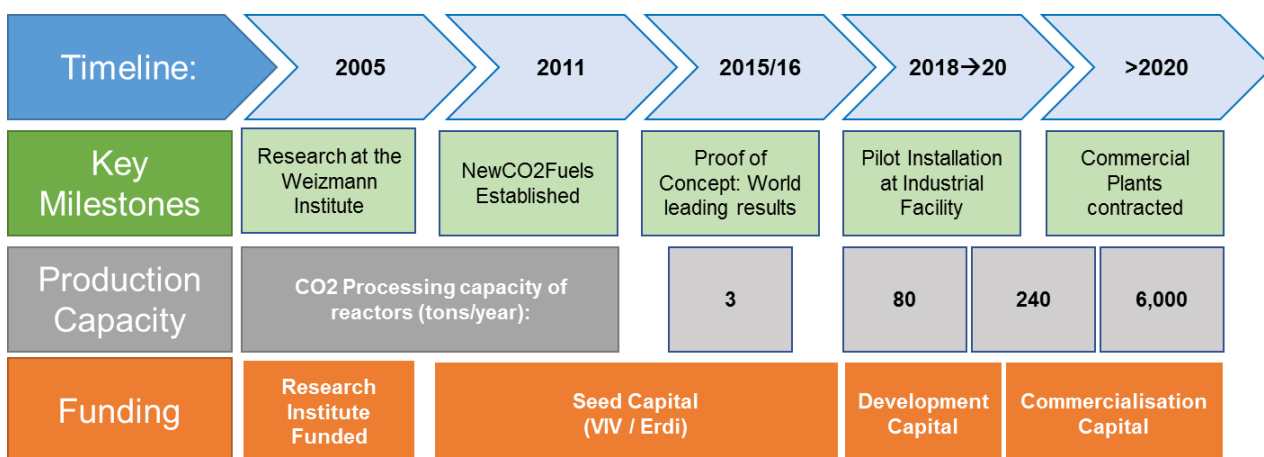 Timeline:
2005
2011
2015/16
2018→20
>2020
Key
Milestones
Research at the
Weizmann
Institute
NewCO2Fuels
Established
Proof of
Concept: World
leading results
Pilot Installation
at Industrial
Facility
Commercial
Plants
contracted
Production
Capacity
CO2 Processing capacity of
reactors (tons/year):
3
80
240
6,000
Funding
Research
Institute
Funded
Seed Capital
(VIV / Erdi)
Development
Capital
Commercialisation
Capital